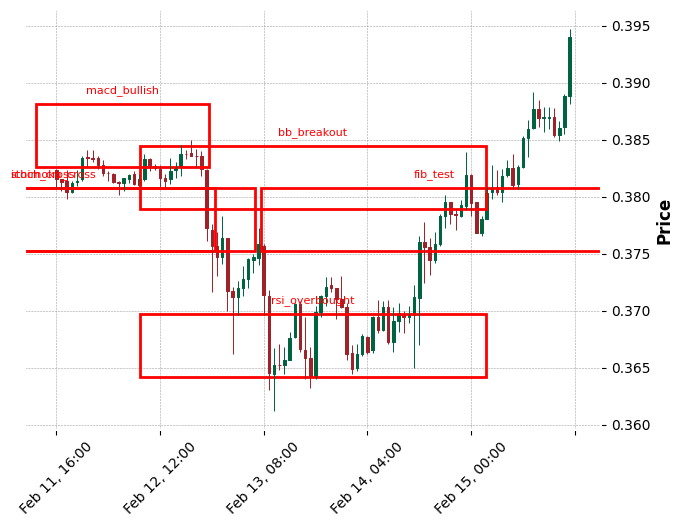 0.395
0.390
macd_bullish
0.385
bb_breakout
fib_test
0.380
0.375
Price
0.370
rsi_overbought
0.365
0.360
Feb 11, 16:00
Feb 12, 12:00
Feb 13, 08:00
Feb 14, 04:00
Feb 15, 00:00